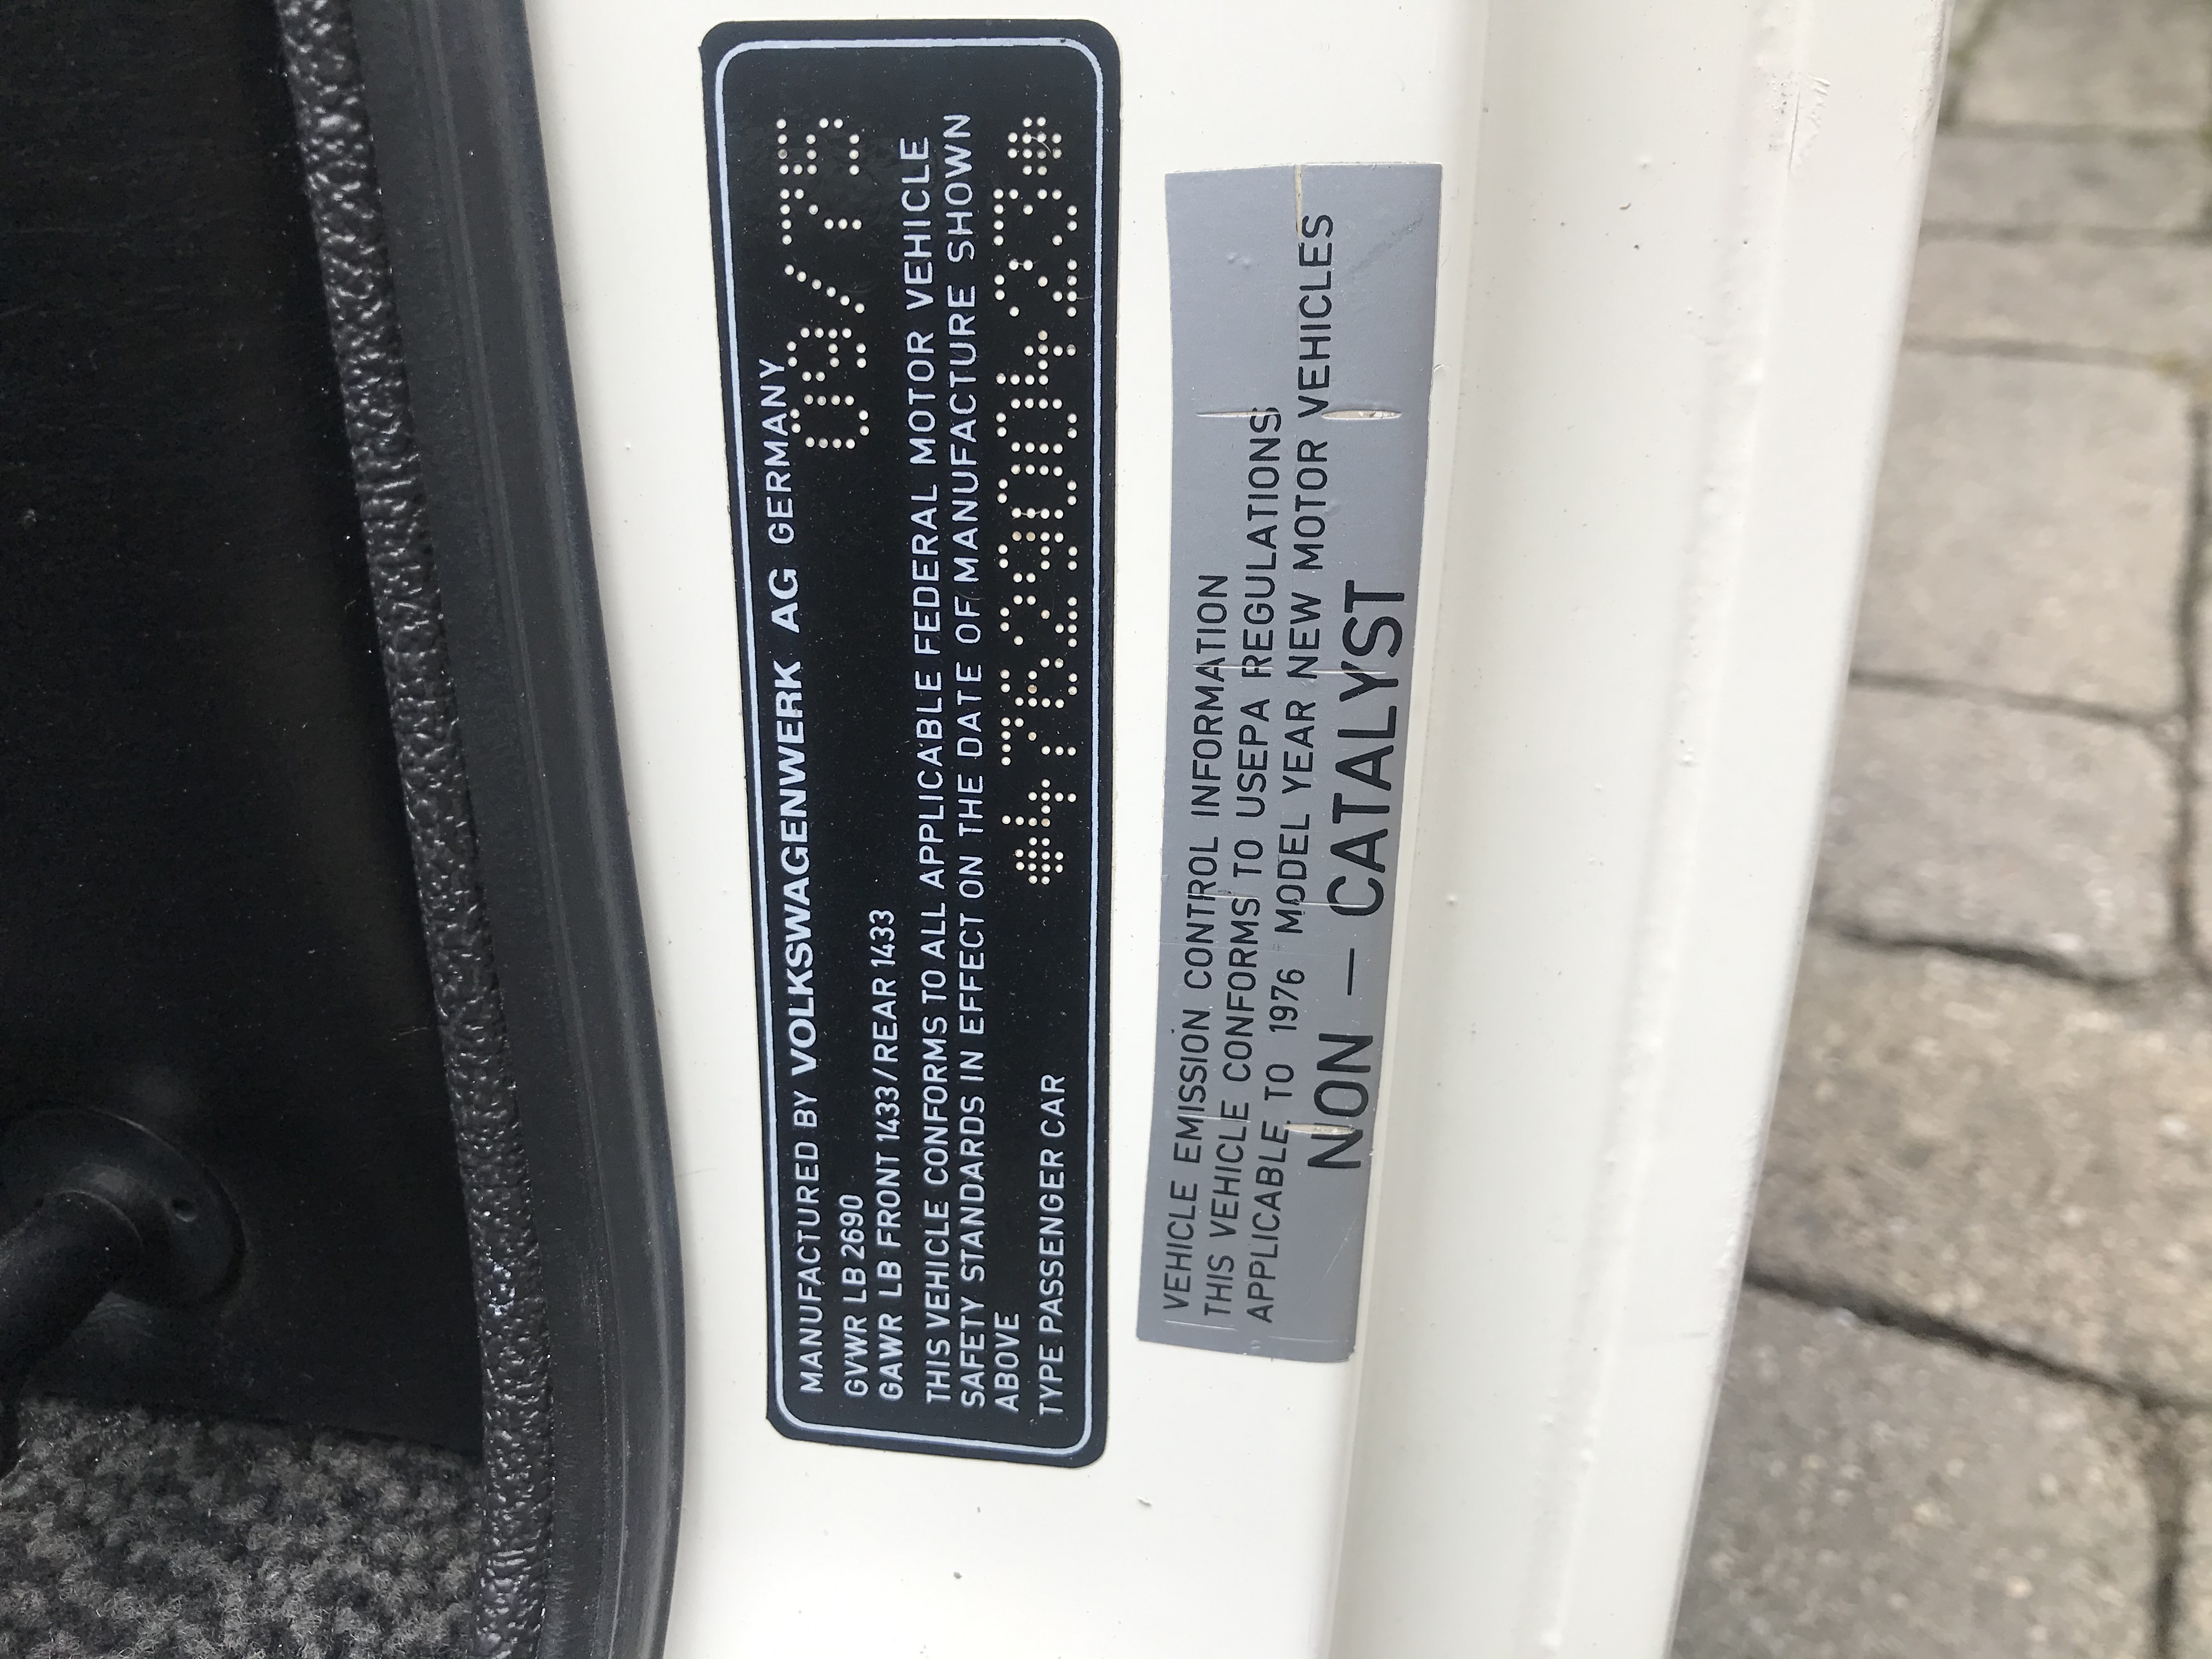 MANUFACTURED BY VOLKSWAGENWERK AG GERMANY
GVWR LB 2690 09/75
GAWR LB FRONT 1433/REAR 1433
THIS VEHICLE CONFORMS TO ALL APPLICABLE FEDERAL MOTOR VEHICLE
SAFETY STANDARDS IN EFFECT ON THE DATE OF MANUFACTURE SHOWN
ABOVE 4762900423
TYPE PASSENGER CAR
VEHICLE EMISSION CONTROL INFORMATION
THIS VEHICLE CONFORMS TO USEPA REGULATIONS
APPLICABLE TO 1976 MODEL YEAR NEW MOTOR VEHICLES
NON — CATALYST